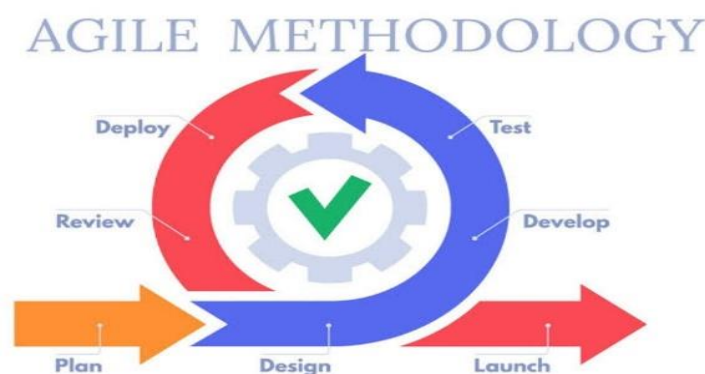 AGILE METHODOLOGY
Deploy
Test
Review
Develop
Plan
Design
Launch